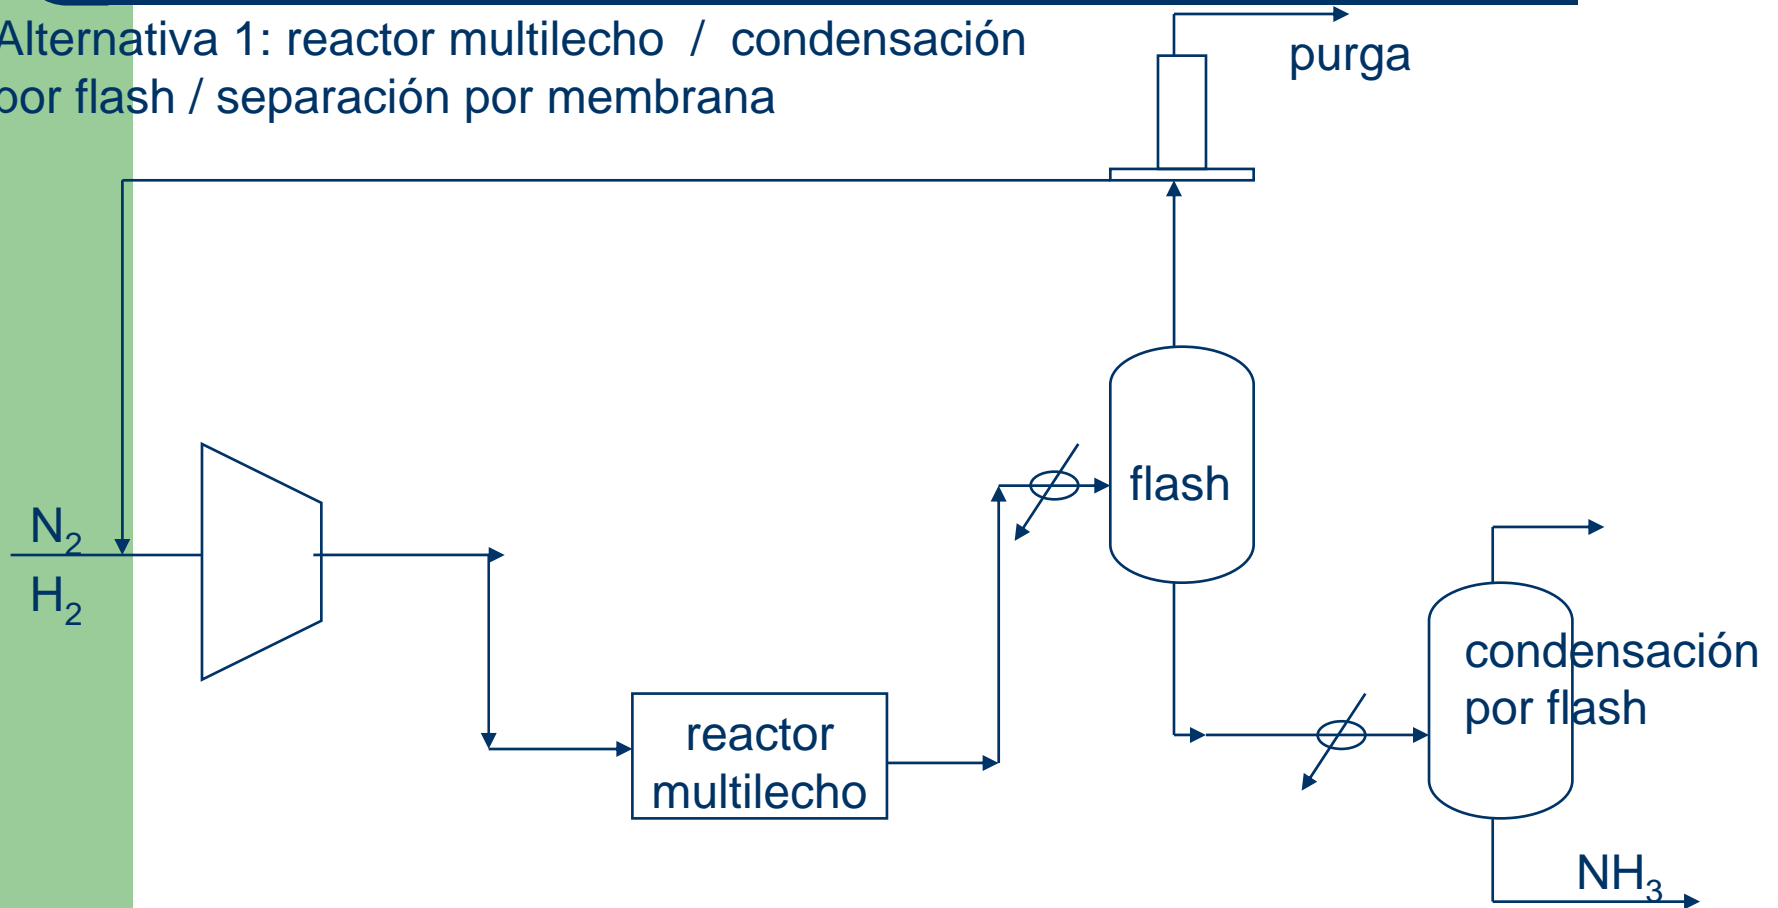 Alternativa 1: reactor multilecho / condensación
por flash / separación por membrana
purga
flash
N₂
H₂
condensación
por flash
reactor
multilecho
NH₃